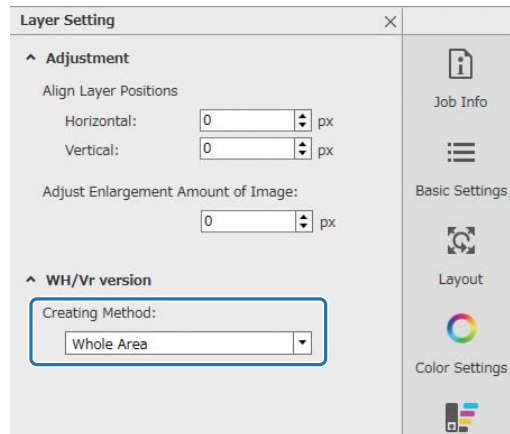 Layer Setting
Adjustment
Align Layer Positions
Horizontal: 0 px
Vertical: 0 px
Adjust Enlargement Amount of Image:
0 px
WH/Vr version
Creating Method:
Whole Area
Job Info
Basic Settings
Layout
Color Settings